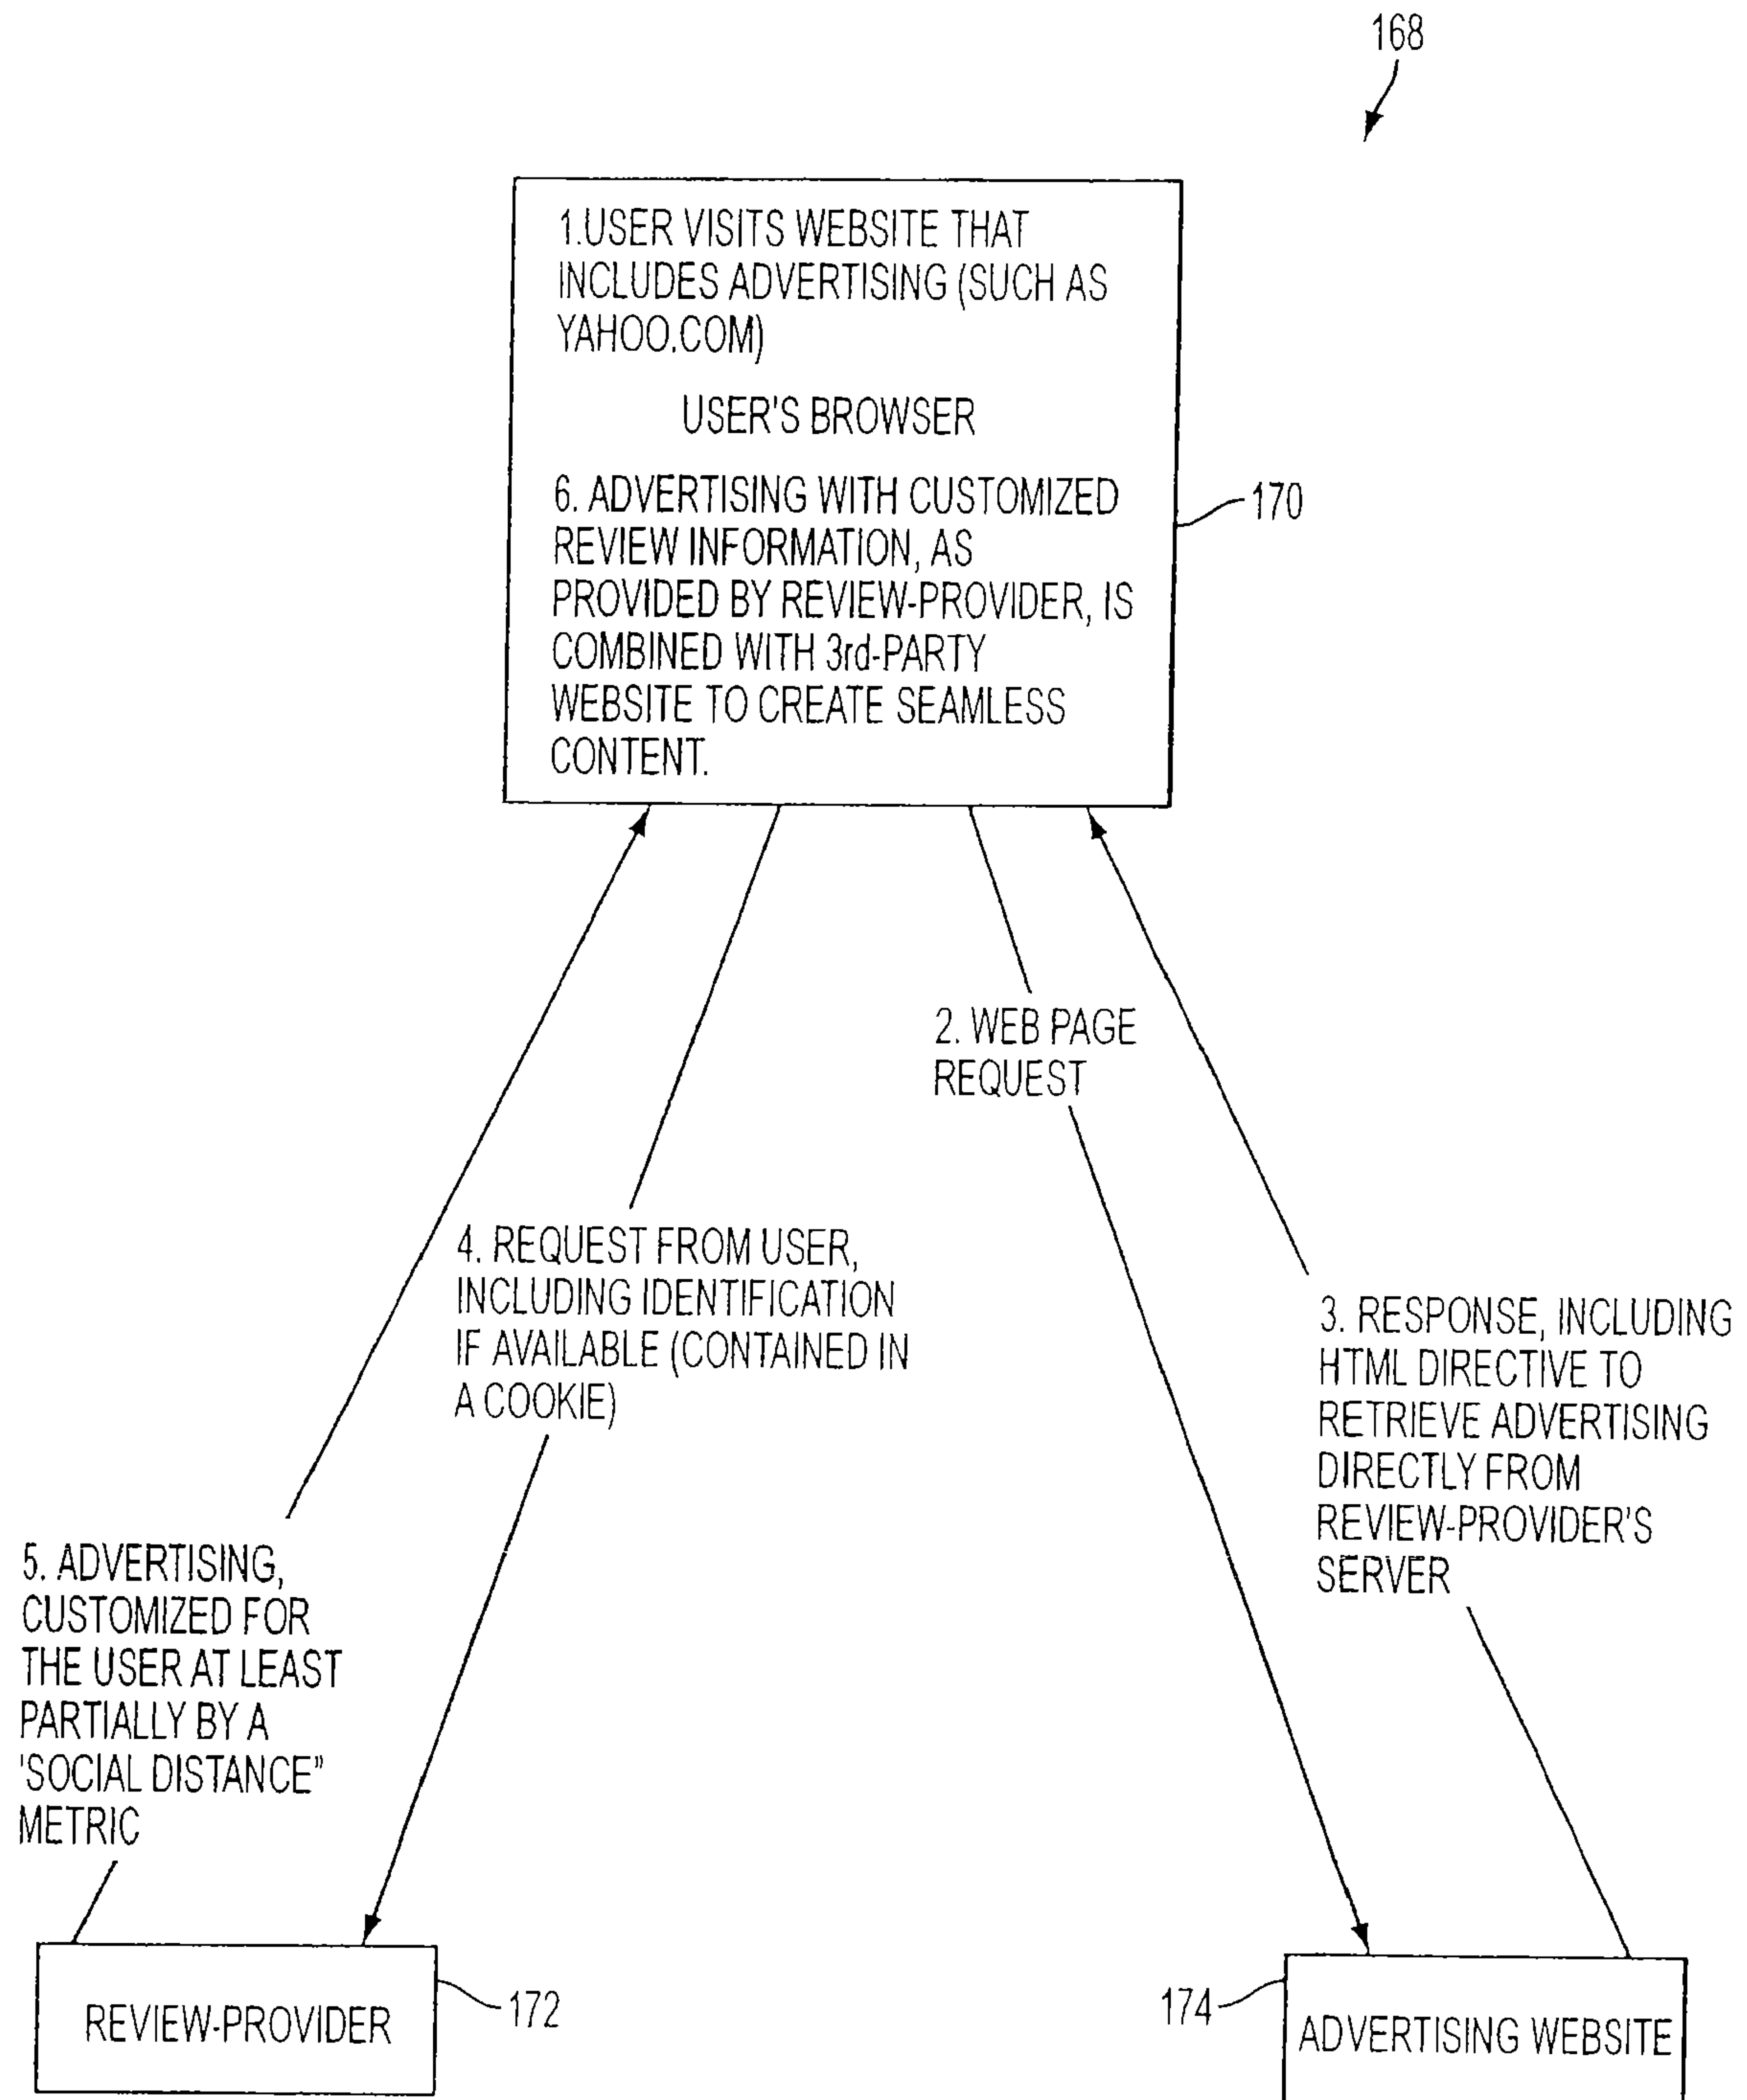 168
1.USER VISITS WEBSITE THAT
INCLUDES ADVERTISING (SUCH AS
YAHOO.COM)
USER'S BROWSER
6. ADVERTISING WITH CUSTOMIZED
REVIEW INFORMATION, AS
PROVIDED BY REVIEW-PROVIDER, IS
COMBINED WITH 3rd-PARTY
WEBSITE TO CREATE SEAMLESS
CONTENT.
170
2. WEB PAGE
REQUEST
4. REQUEST FROM USER,
INCLUDING IDENTIFICATION
IF AVAILABLE (CONTAINED IN
A COOKIE)
3. RESPONSE, INCLUDING
HTML DIRECTIVE TO
RETRIEVE ADVERTISING
DIRECTLY FROM
REVIEW-PROVIDER'S
SERVER
5. ADVERTISING,
CUSTOMIZED FOR
THE USER AT LEAST
PARTIALLY BY A
'SOCIAL DISTANCE"
METRIC
REVIEW-PROVIDER
172
174
ADVERTISING WEBSITE